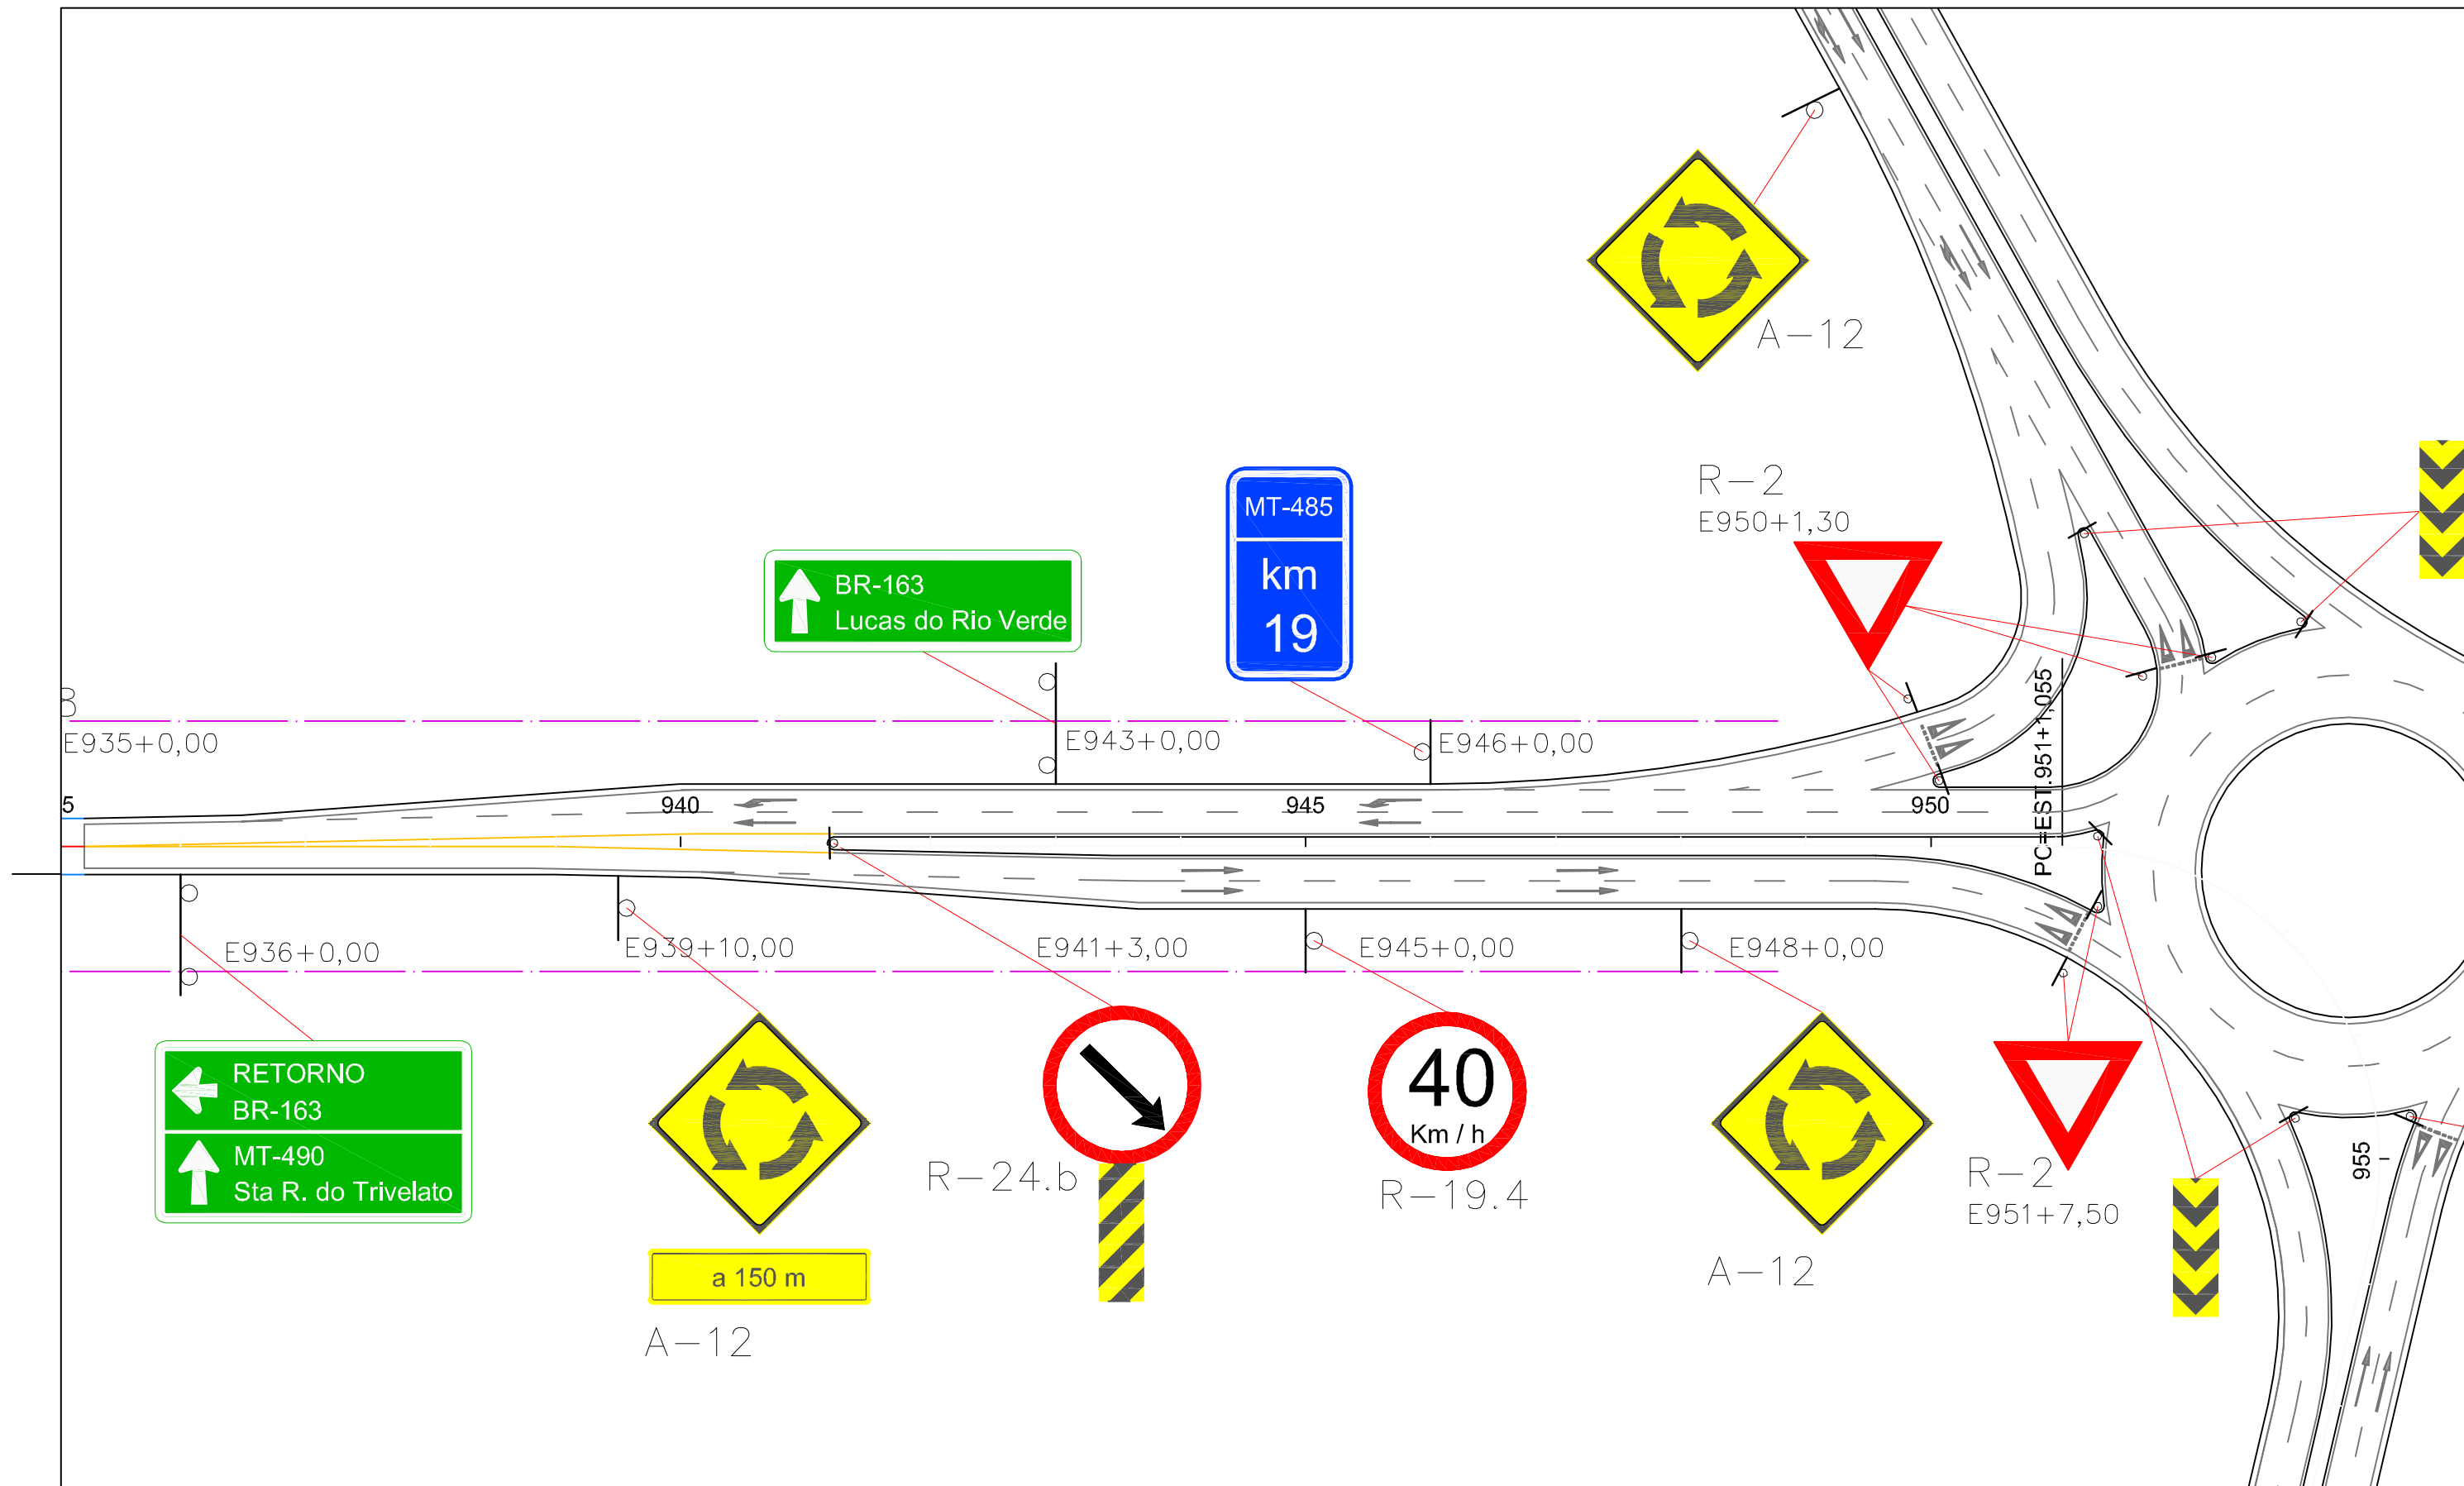 A-12
R-2
E950+1,30
MT-485
km
19
BR-163
Lucas do Rio Verde
B
E935+0,00
E943+0,00
E946+0,00
PC=EST.951+1,055
5
940
945
950
E936+0,00
E939+10,00
E941+3,00
E945+0,00
E948+0,00
RETORNO
BR-163
MT-490
Sta R. do Trivelato
a 150 m
A-12
R-24.b
40
Km / h
R-19.4
A-12
R-2
E951+7,50
955